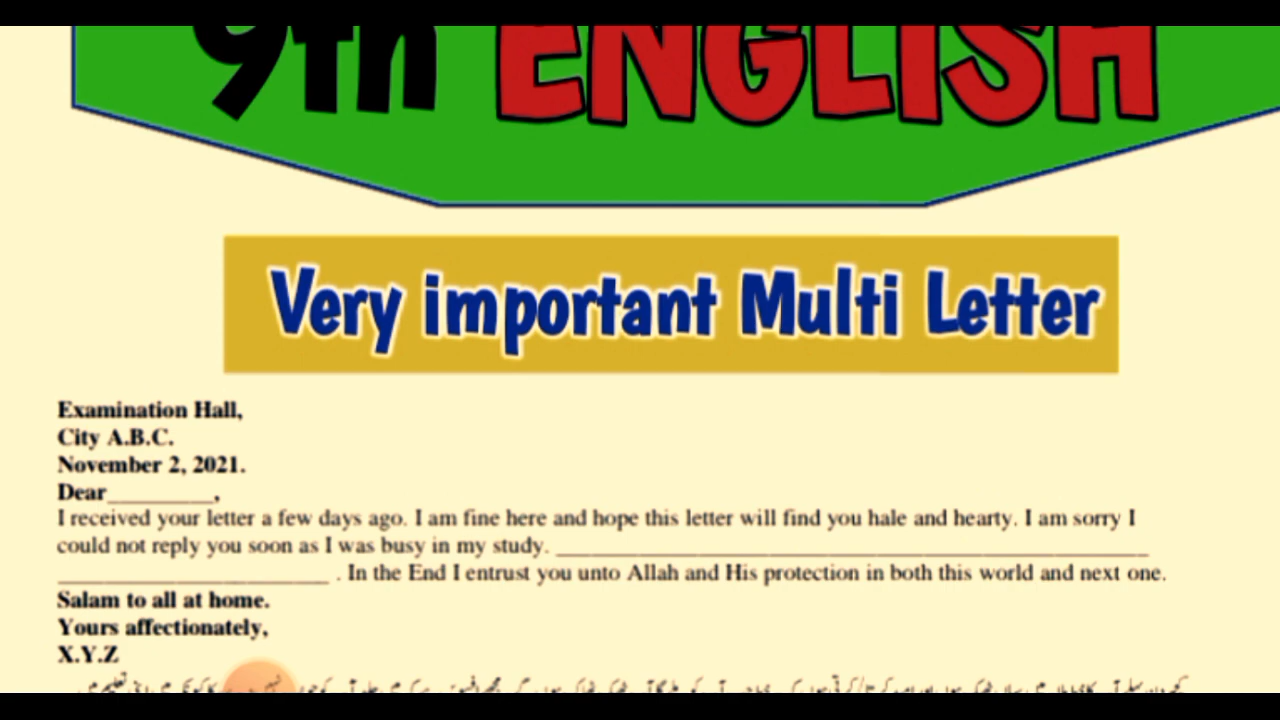 9th ENGLISH
Very important Multi Letter
Examination Hall,
City A.B.C.
November 2, 2021.
Dear_________,
I received your letter a few days ago. I am fine here and hope this letter will find you hale and hearty. I am sorry I
could not reply you soon as I was busy in my study. ___________________________________________________
_______________________ . In the End I entrust you unto Allah and His protection in both this world and next one.
Salam to all at home.
Yours affectionately,
X.Y.Z